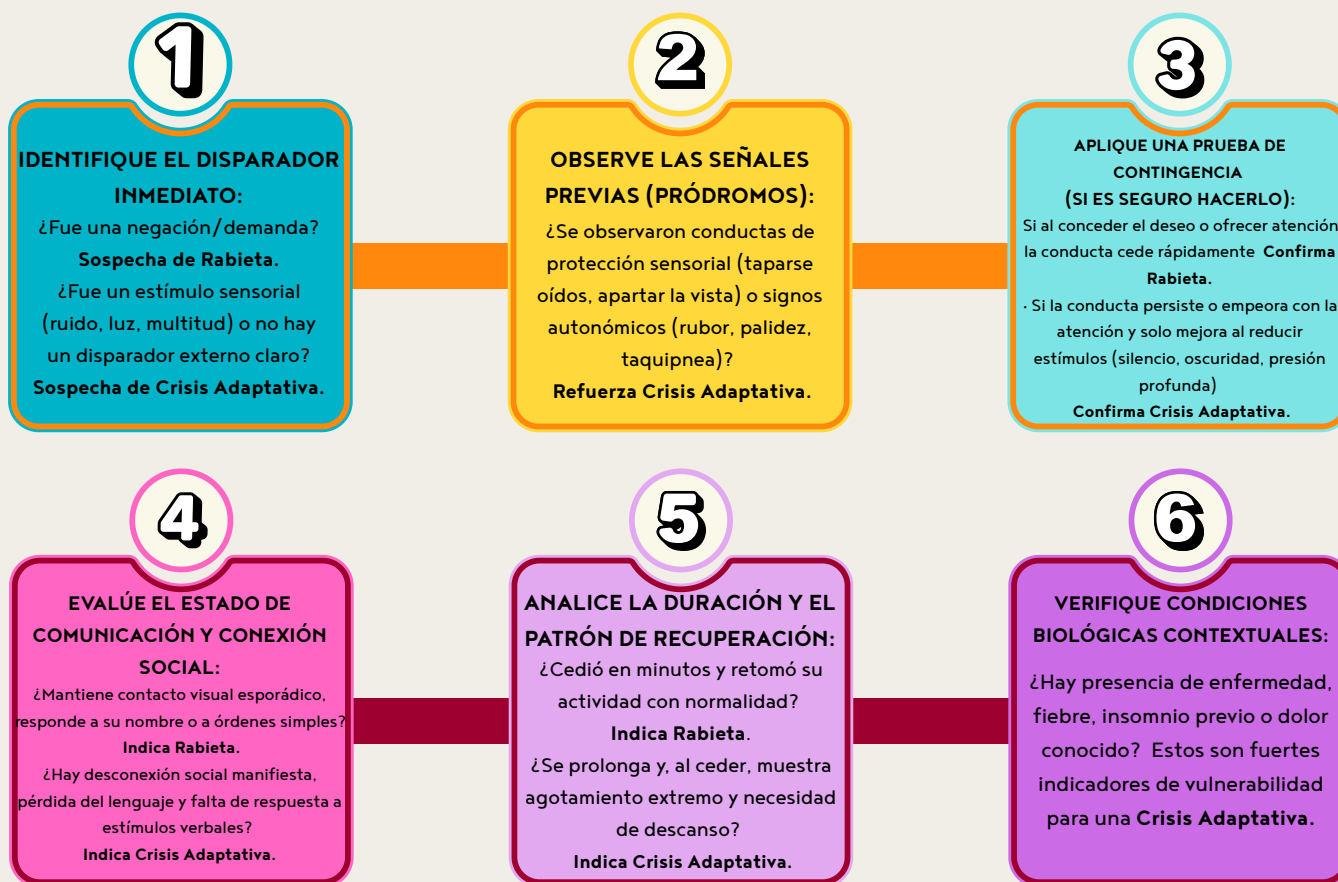 1
IDENTIFIQUE EL DISPARADOR
INMEDIATO:
¿Fue una negación/demanda?
Sospecha de Rabieta.
¿Fue un estímulo sensorial
(ruido, luz, multitud) o no hay
un disparador externo claro?
Sospecha de Crisis Adaptativa.
2
OBSERVE LAS SEÑALES
PREVIAS (PRÓDROMOS):
¿Se observaron conductas de
protección sensorial (taparse
oídos, apartar la vista) o signos
autonómicos (rubor, palidez,
taquipnea)?
Refuerza Crisis Adaptativa.
3
APLIQUE UNA PRUEBA DE
CONTINGENCIA
(SI ES SEGURO HACERLO):
Si al conceder el deseo o ofrecer atención
la conducta cede rápidamente Confirma
Rabieta.
· Si la conducta persiste o empeora con la
atención y solo mejora al reducir
estímulos (silencio, oscuridad, presión
profunda)
Confirma Crisis Adaptativa.
4
EVALÚE EL ESTADO DE
COMUNICACIÓN Y CONEXIÓN
SOCIAL:
¿Mantiene contacto visual esporádico,
responde a su nombre o a órdenes simples?
Indica Rabieta.
¿Hay desconexión social manifiesta,
pérdida del lenguaje y falta de respuesta a
estímulos verbales?
Indica Crisis Adaptativa.
5
ANALICE LA DURACIÓN Y EL
PATRÓN DE RECUPERACIÓN:
¿Cedió en minutos y retomó su
actividad con normalidad?
Indica Rabieta.
¿Se prolonga y, al ceder, muestra
agotamiento extremo y necesidad
de descanso?
Indica Crisis Adaptativa.
6
VERIFIQUE CONDICIONES
BIOLÓGICAS CONTEXTUALES:
¿Hay presencia de enfermedad,
fiebre, insomnio previo o dolor
conocido? Estos son fuertes
indicadores de vulnerabilidad
para una Crisis Adaptativa.